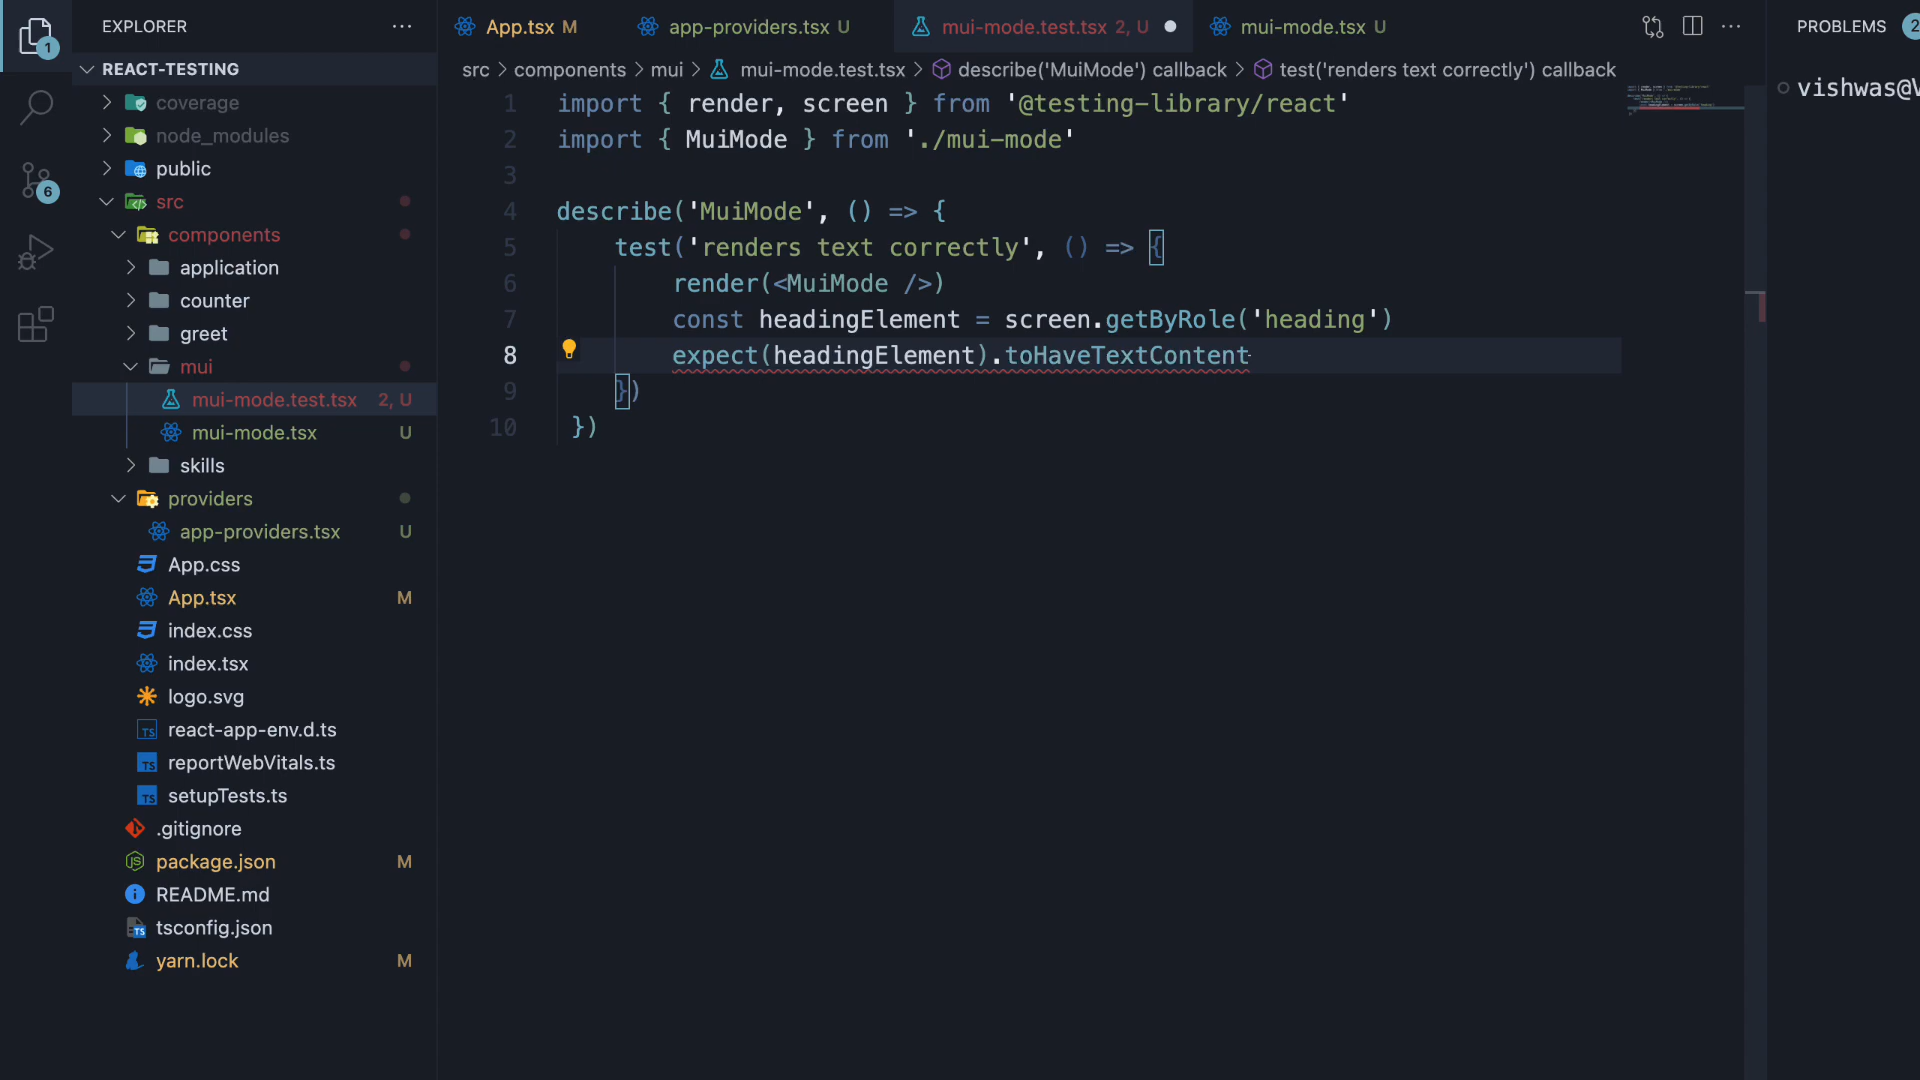 1
6
EXPLORER
REACT-TESTING
coverage
node_modules
public
src
components
application
counter
greet
mui
mui-mode.test.tsx 2, U
mui-mode.tsx U
skills
providers
app-providers.tsx U
App.css
App.tsx M
index.css
index.tsx
logo.svg
react-app-env.d.ts
reportWebVitals.ts
setupTests.ts
.gitignore
package.json M
README.md
tsconfig.json
yarn.lock M
App.tsx M app-providers.tsx U mui-mode.test.tsx 2, U mui-mode.tsx U
src > components > mui > mui-mode.test.tsx > describe('MuiMode') callback > test('renders text correctly') callback
1 import { render, screen } from '@testing-library/react'
2 import { MuiMode } from './mui-mode'
3
4 describe('MuiMode', () => {
5 test('renders text correctly', () => {
6 render(<MuiMode />)
7 const headingElement = screen.getByRole('heading')
8 expect(headingElement).toHaveTextContent
9 })
10 })
PROBLEMS 2
vishwas@